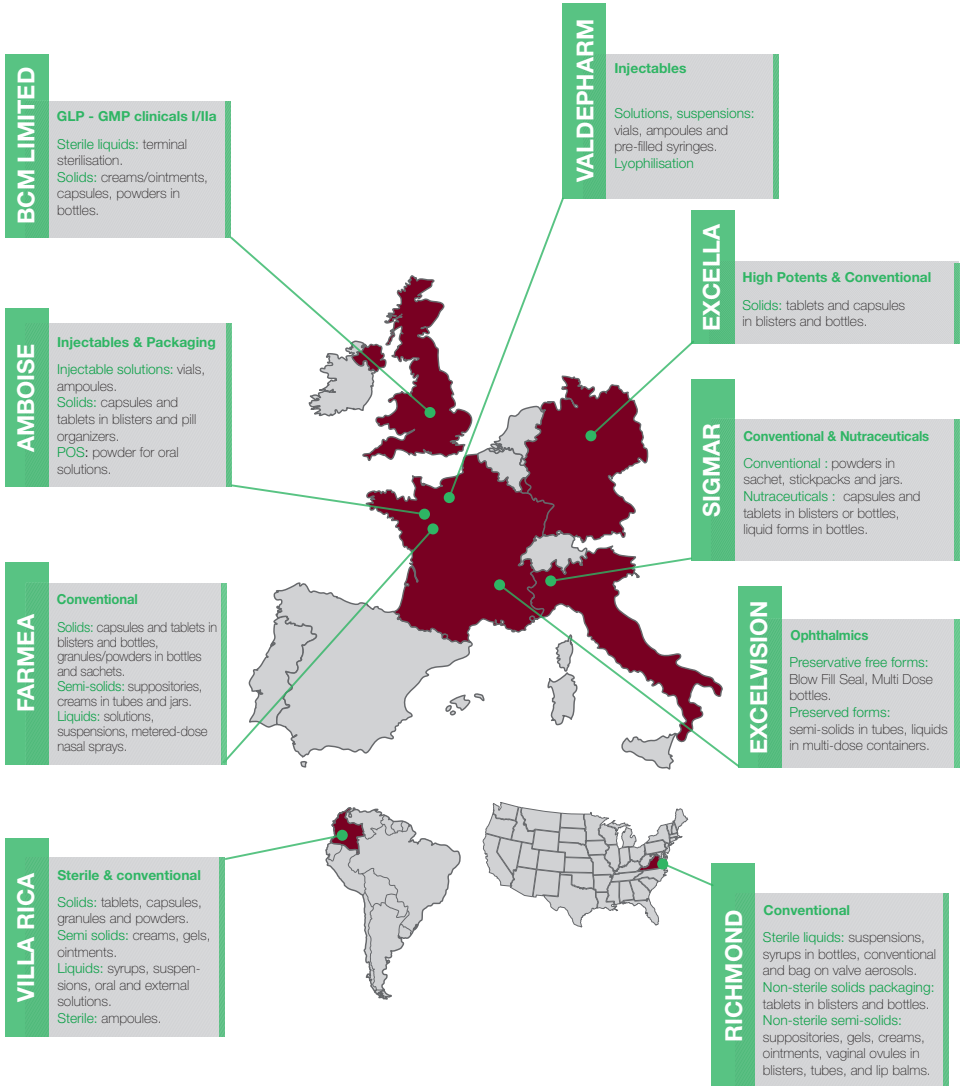 BCM LIMITED
GLP - GMP clinicals I/IIa
Sterile liquids: terminal
sterilisation.
Solids: creams/ointments,
capsules, powders in
bottles.
VALDEPHARM
Injectables
Solutions, suspensions:
vials, ampoules and
pre-filled syringes.
Lyophilisation
EXCELLA
High Potents & Conventional
Solids: tablets and capsules
in blisters and bottles.
AMBOISE
Injectables & Packaging
Injectable solutions: vials,
ampoules.
Solids: capsules and
tablets in blisters and pill
organizers.
POS: powder for oral
solutions.
SIGMAR
Conventional & Nutraceuticals
Conventional : powders in
sachet, stickpacks and jars.
Nutraceuticals : capsules and
tablets in blisters or bottles,
liquid forms in bottles.
FARMEA
Conventional
Solids: capsules and tablets in
blisters and bottles,
granules/powders in bottles
and sachets.
Semi-solids: suppositories,
creams in tubes and jars.
Liquids: solutions,
suspensions, metered-dose
nasal sprays.
EXCELVISION
Ophthalmics
Preservative free forms:
Blow Fill Seal, Multi Dose
bottles.
Preserved forms:
semi-solids in tubes, liquids
in multi-dose containers.
VILLA RICA
Sterile & conventional
Solids: tablets, capsules,
granules and powders.
Semi solids: creams, gels,
ointments.
Liquids: syrups, suspen-
sions, oral and external
solutions.
Sterile: ampoules.
RICHMOND
Conventional
Sterile liquids: suspensions,
syrups in bottles, conventional
and bag on valve aerosols.
Non-sterile solids packaging:
tablets in blisters and bottles.
Non-sterile semi-solids:
suppositories, gels, creams,
ointments, vaginal ovules in
blisters, tubes, and lip balms.